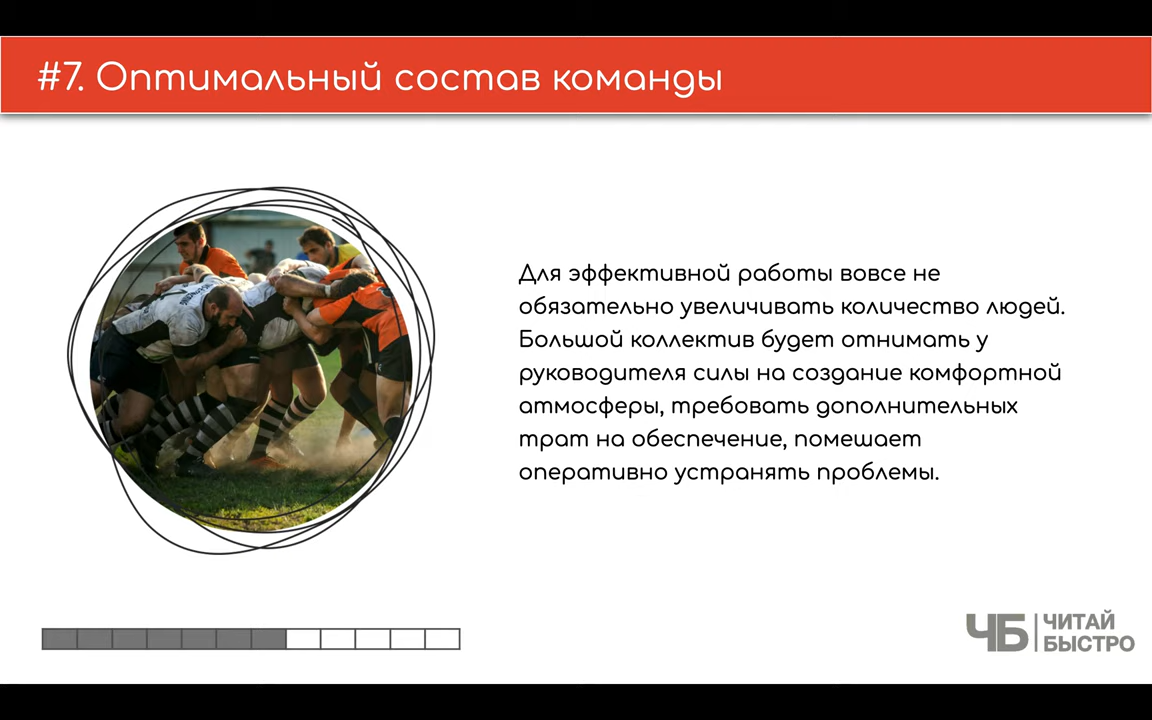 #7. Оптимальный состав команды
Для эффективной работы вовсе не
обязательно увеличивать количество людей.
Большой коллектив будет отнимать у
руководителя силы на создание комфортной
атмосферы, требовать дополнительных
трат на обеспечение, помешает
оперативно устранять проблемы.
ЧБ
ЧИТАЙ
БЫСТРО